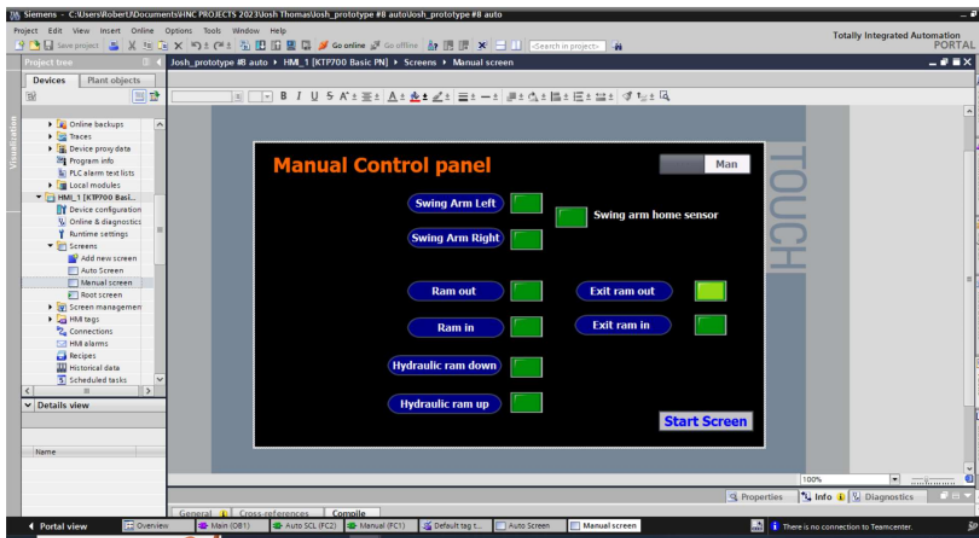 Siemens - C:\Users\RobertJ\Documents\HNC PROJECTS 2023\Josh Thomas\Josh_prototype #8 auto\Josh_prototype #8 auto
Project Edit View Insert Online Options Tools Window Help
Totally Integrated Automation
PORTAL
Save project
Go online
Go offline
<Search in project>
Project tree
Josh_prototype #8 auto HMI_1 [KTP700 Basic PN] Screens Manual screen
Devices
Plant objects
B I U S A
Visualization
Online backups
Traces
Device proxy data
Program info
PLC alarm text lists
Local modules
HMI_1 [KTP700 Basi...
Device configuration
Online & diagnostics
Runtime settings
Screens
Add new screen
Auto Screen
Manual screen
Root screen
Screen managemen
HMI tags
Connections
HMI alarms
Recipes
Historical data
Scheduled tasks
Details view
Name
Manual Control panel
Man
TOUCH
Swing Arm Left
Swing arm home sensor
Swing Arm Right
Ram out
Exit ram out
Ram in
Exit ram in
Hydraulic ram down
Hydraulic ram up
Start Screen
100%
Properties
Info
Diagnostics
General
Cross-references
Compile
Portal view
Overview
Main (OB1)
Auto SCL (FC2)
Manual (FC1)
Default tag t...
Auto Screen
Manual screen
There is no connection to Teamcenter.